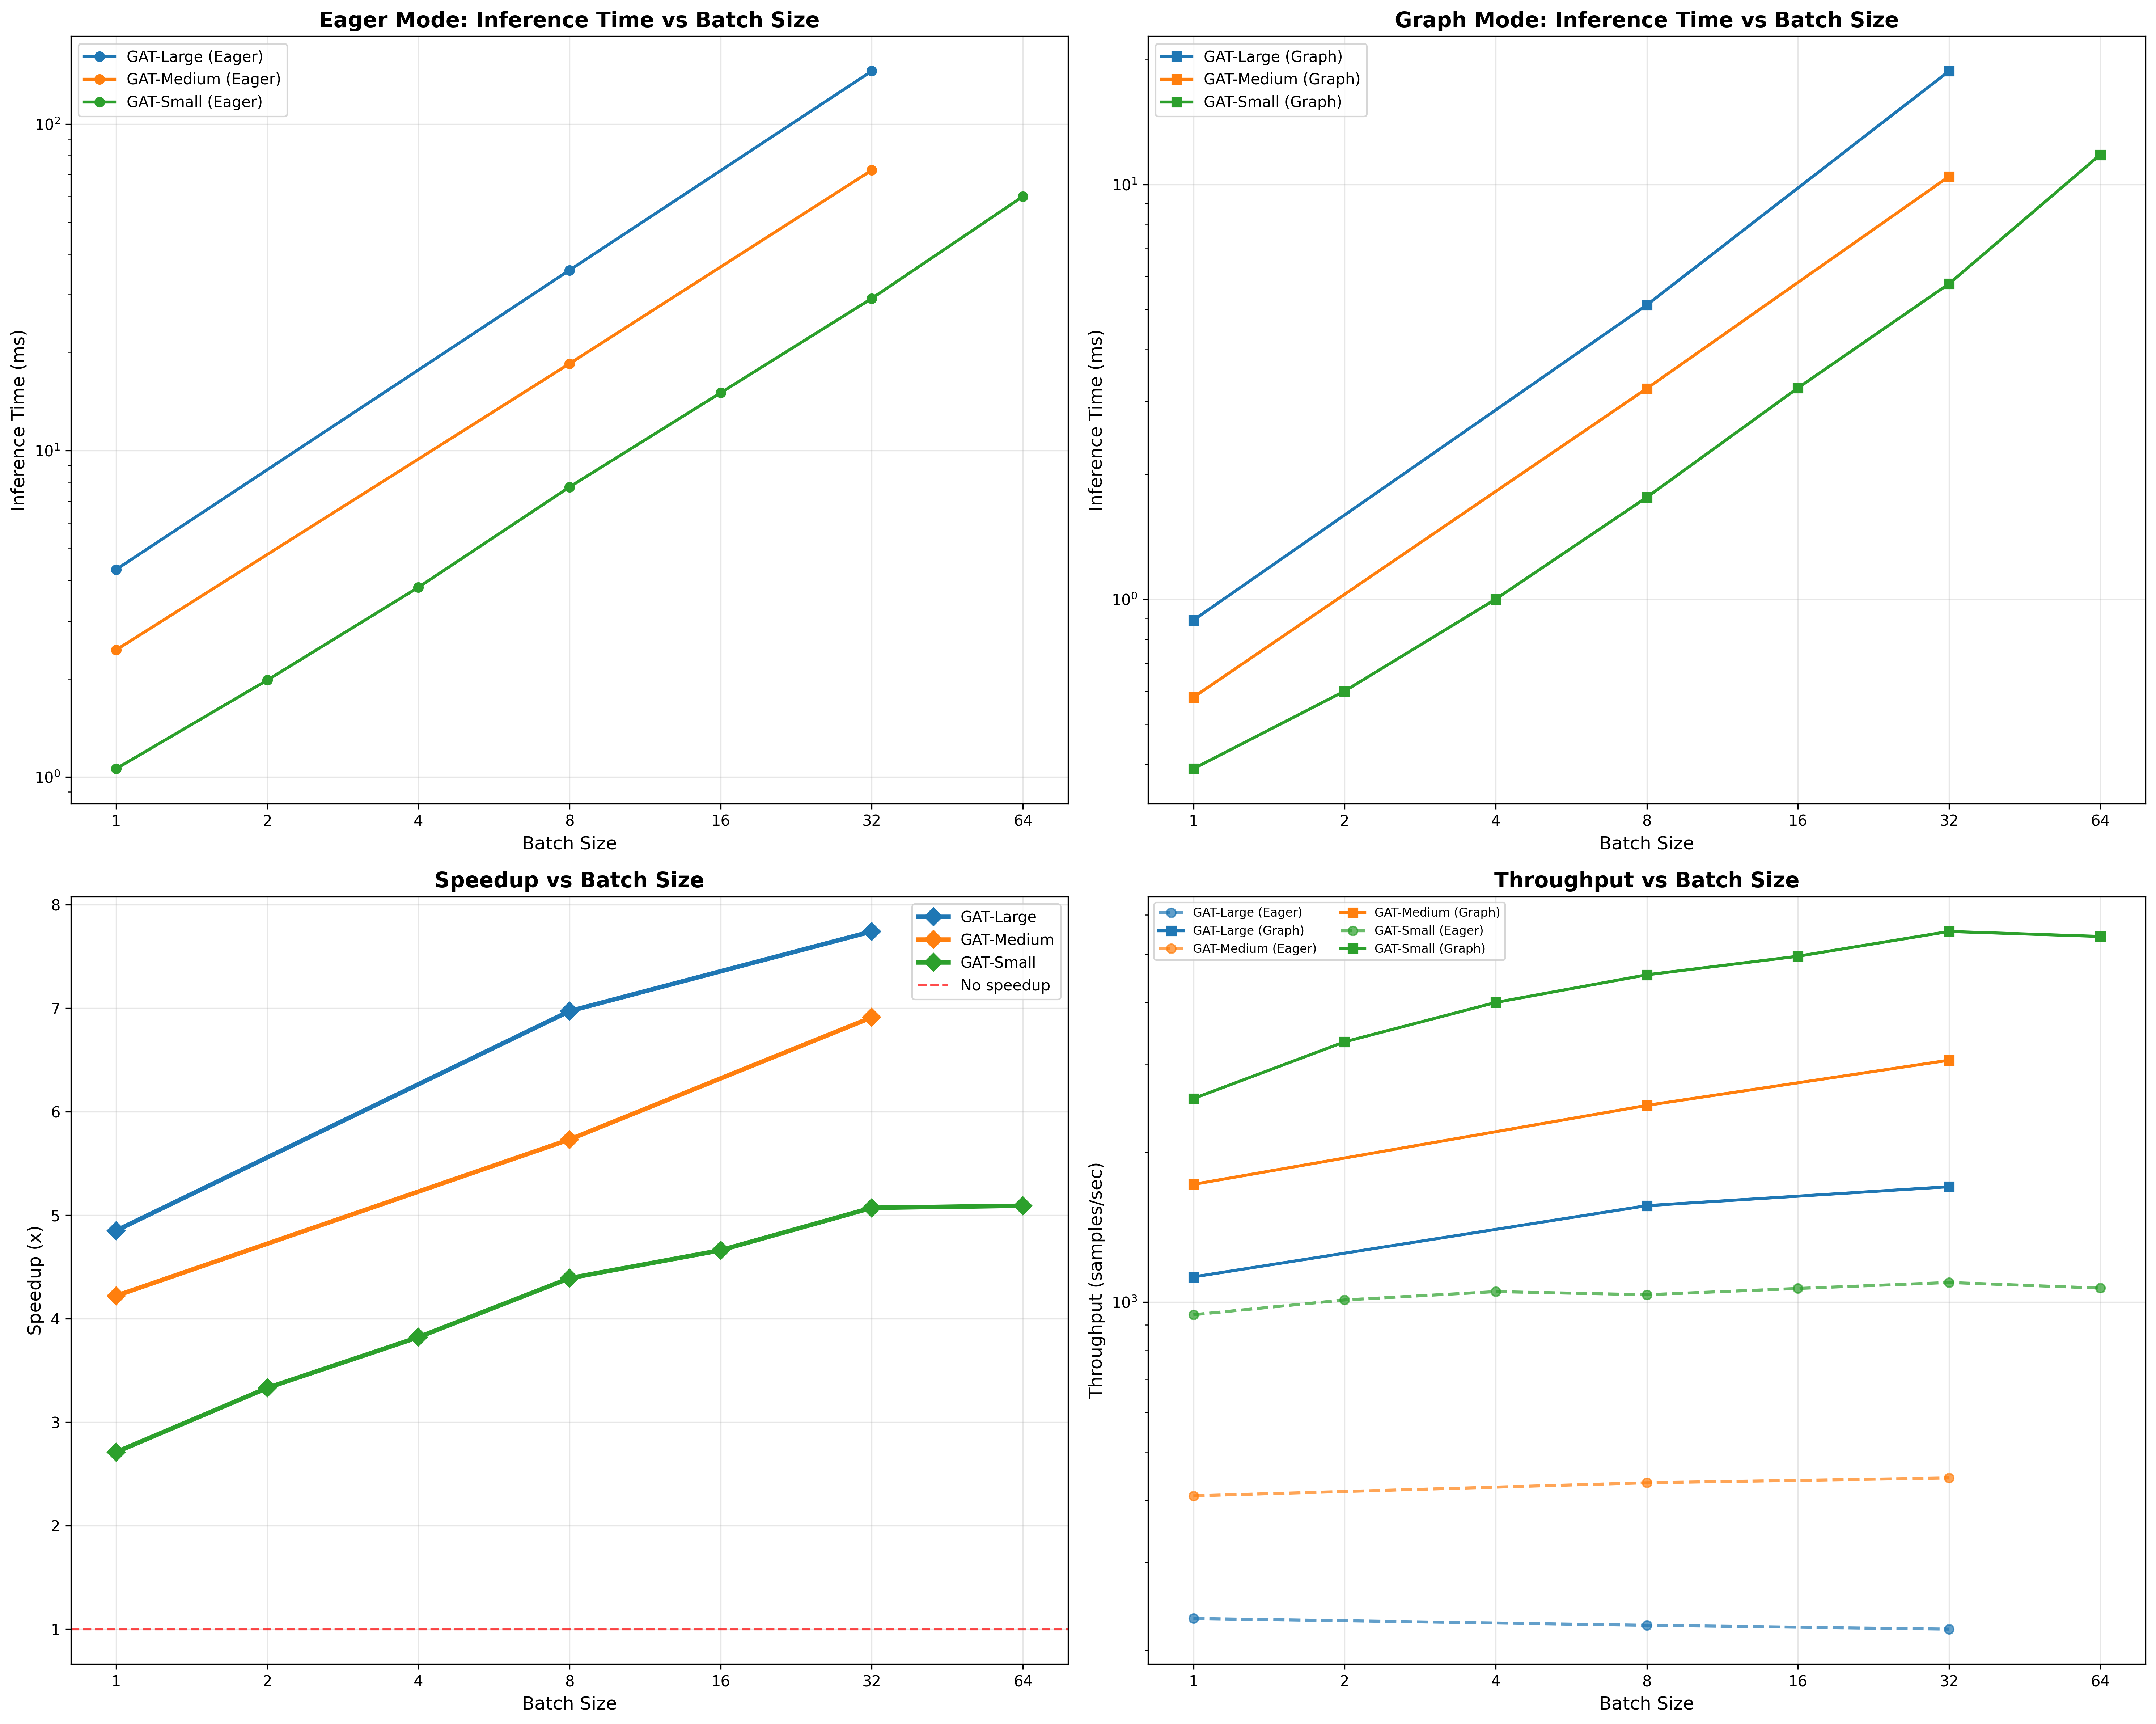 Eager Mode: Inference Time vs Batch Size
GAT-Large (Eager)
GAT-Medium (Eager)
GAT-Small (Eager)
Inference Time (ms)
10²
10¹
10⁰
1 2 4 8 16 32 64
Batch Size
Graph Mode: Inference Time vs Batch Size
GAT-Large (Graph)
GAT-Medium (Graph)
GAT-Small (Graph)
Inference Time (ms)
10¹
10⁰
1 2 4 8 16 32 64
Batch Size
Speedup vs Batch Size
GAT-Large
GAT-Medium
GAT-Small
No speedup
Speedup (x)
8
7
6
5
4
3
2
1
1 2 4 8 16 32 64
Batch Size
Throughput vs Batch Size
GAT-Large (Eager) GAT-Medium (Graph)
GAT-Large (Graph) GAT-Small (Eager)
GAT-Medium (Eager) GAT-Small (Graph)
Throughput (samples/sec)
10³
1 2 4 8 16 32 64
Batch Size